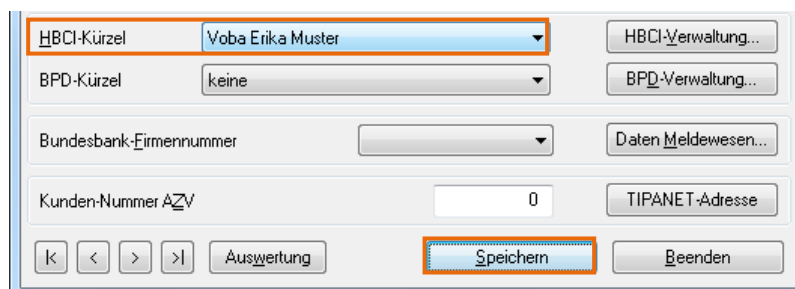 HBCI-Kürzel Voba Erika Muster HBCI-Verwaltung...
BPD-Kürzel keine BPD-Verwaltung...
Bundesbank-Firmennummer Daten Meldewesen...
Kunden-Nummer AZV 0 TIPANET-Adresse
|< < > >| Auswertung Speichern Beenden